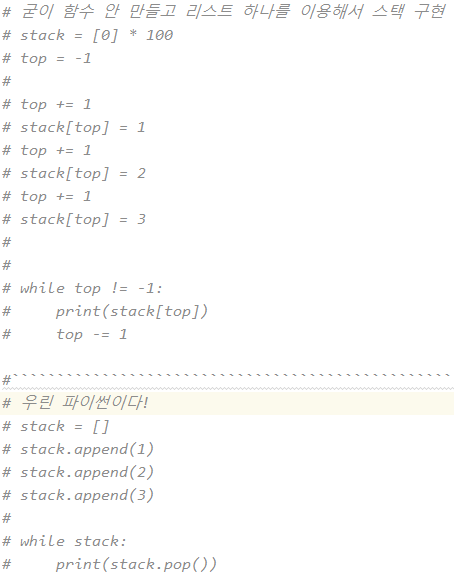 # 굳이 함수 안 만들고 리스트 하나를 이용해서 스택 구현
# stack = [0] * 100
# top = -1
#
# top += 1
# stack[top] = 1
# top += 1
# stack[top] = 2
# top += 1
# stack[top] = 3
#
#
# while top != -1:
#     print(stack[top])
#     top -= 1
#`````````````````````````````````````````````````
# 우린 파이썬이다!
# stack = []
# stack.append(1)
# stack.append(2)
# stack.append(3)
#
# while stack:
#     print(stack.pop())